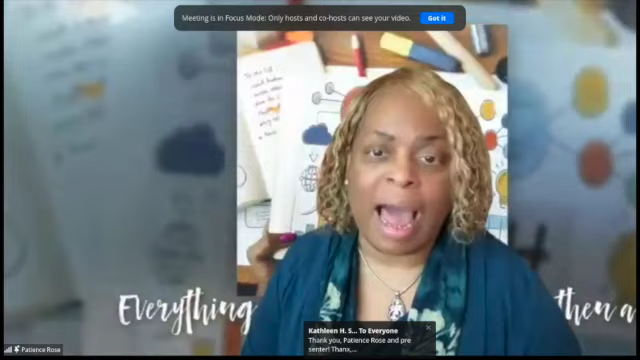 Meeting is in Focus Mode: Only hosts and co-hosts can see your video.
Got it
Everything
then a
Kathleen H. S... To Everyone
Thank you, Patience Rose and pre
senter! Thanx,...
Patience Rose